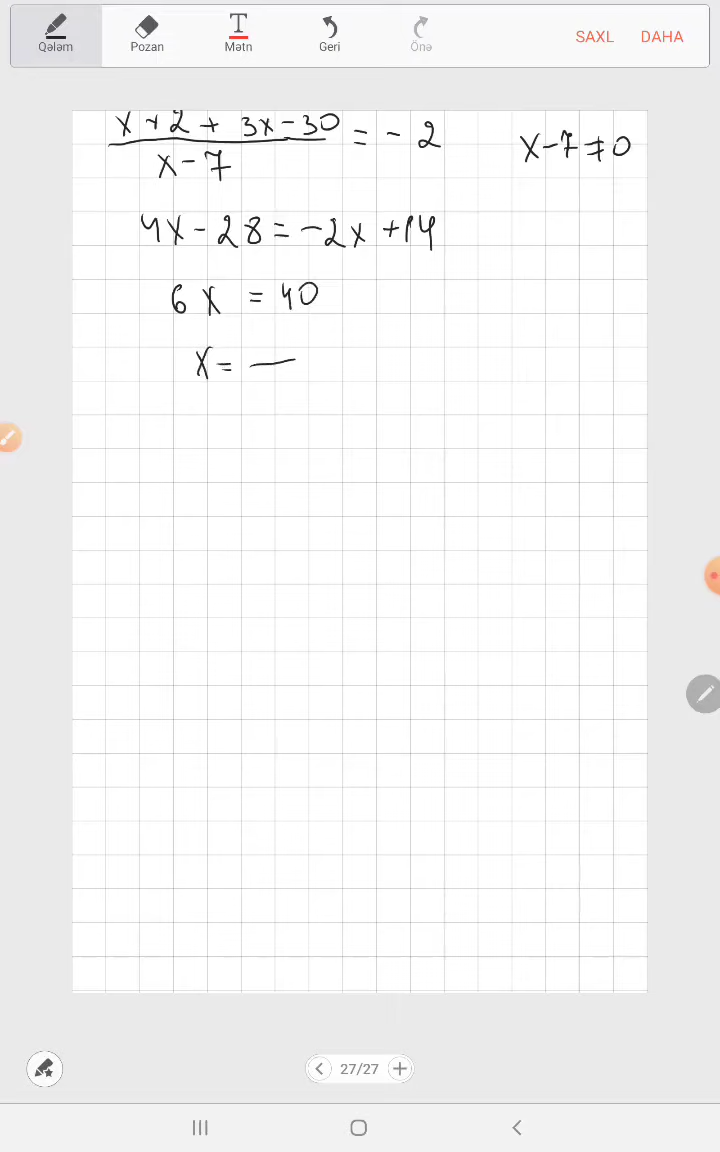 Qələm Pozan Mətn Geri Önə SAXL DAHA
x + 2 + 3x - 30 / x - 7 = - 2    x - 7 ≠ 0
4x - 28 = -2x + 14
6x = 40
x = —
27/27